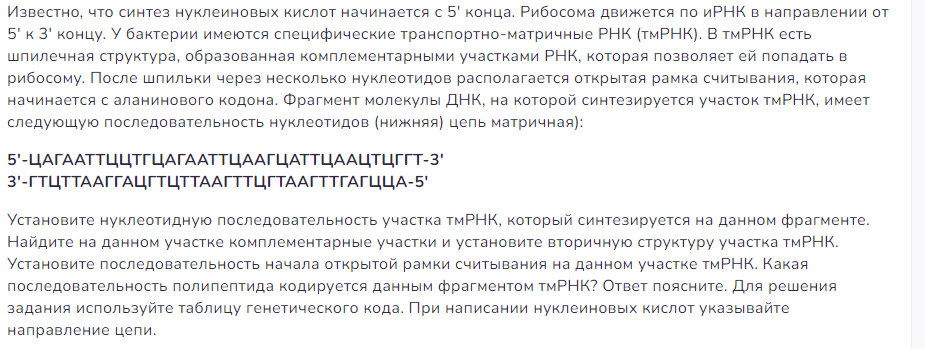 Известно, что синтез нуклеиновых кислот начинается с 5' конца. Рибосома движется по иРНК в направлении от
5' к 3' концу. У бактерии имеются специфические транспортно-матричные РНК (тмРНК). В тмРНК есть
шпилечная структура, образованная комплементарными участками РНК, которая позволяет ей попадать в
рибосому. После шпильки через несколько нуклеотидов располагается открытая рамка считывания, которая
начинается с аланинового кодона. Фрагмент молекулы ДНК, на которой синтезируется участок тмРНК, имеет
следующую последовательность нуклеотидов (нижняя) цепь матричная):
5'-ЦАГААТТЦЦТГЦАГААТТЦААГЦАТТЦААЦТЦГГТ-3'
3'-ГТЦТТААГГАЦГТЦТТААГТТЦГТААГТТГАГЦЦА-5'
Установите нуклеотидную последовательность участка тмРНК, который синтезируется на данном фрагменте.
Найдите на данном участке комплементарные участки и установите вторичную структуру участка тмРНК.
Установите последовательность начала открытой рамки считывания на данном участке тмРНК. Какая
последовательность полипептида кодируется данным фрагментом тмРНК? Ответ поясните. Для решения
задания используйте таблицу генетического кода. При написании нуклеиновых кислот указывайте
направление цепи.